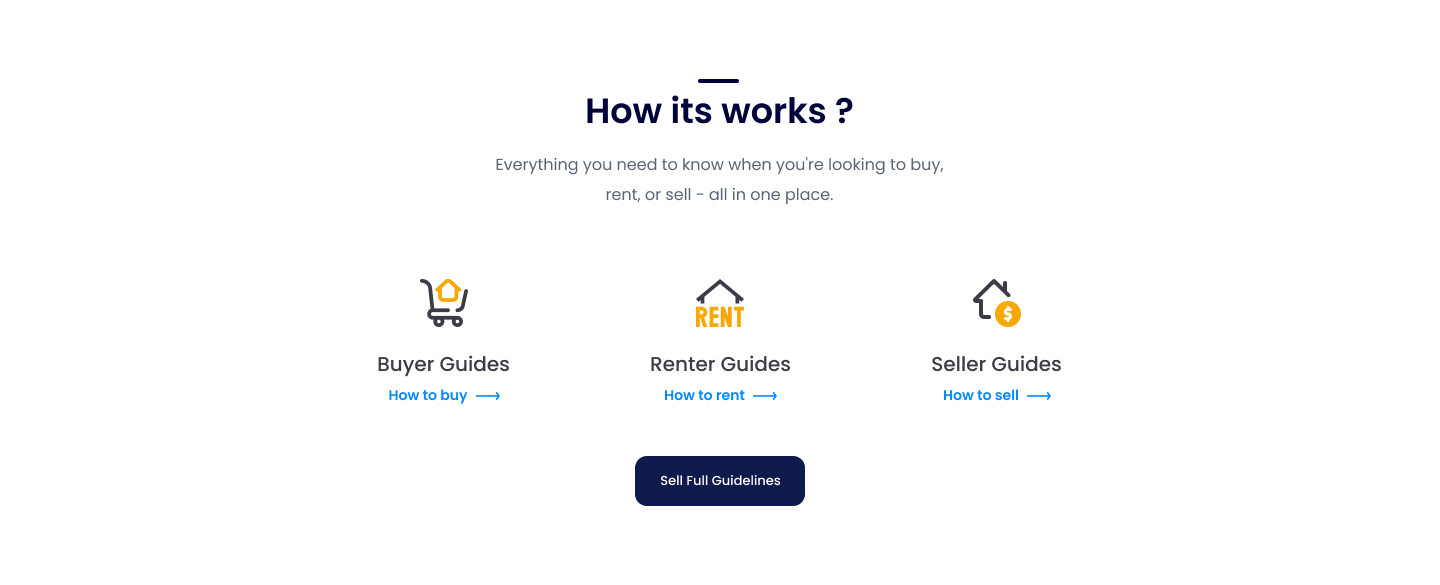 How its works ?
Everything you need to know when you're looking to buy,
rent, or sell - all in one place.
RENT
Buyer Guides
Renter Guides
Seller Guides
How to buy
How to rent
How to sell
Sell Full Guidelines